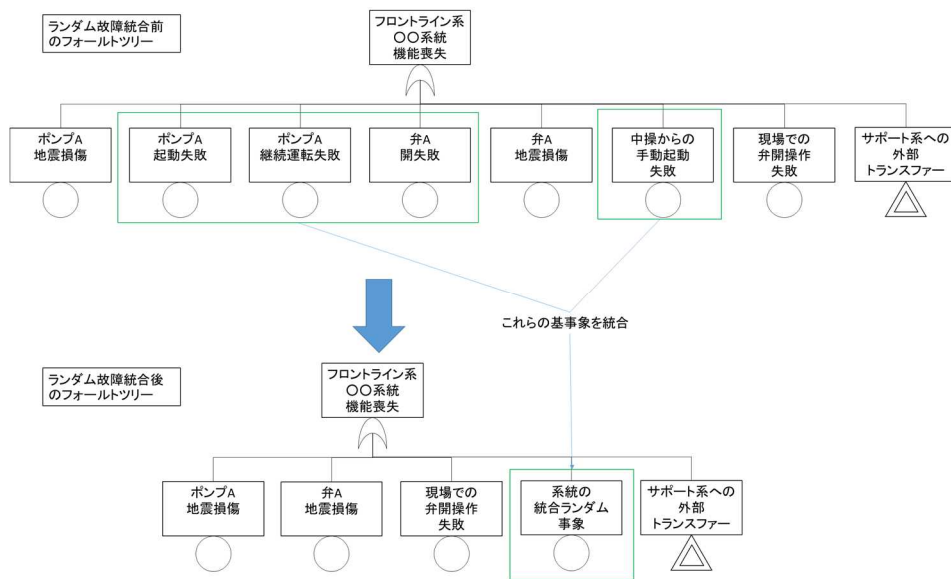 ランダム故障統合前
のフォールトツリー
フロントライン系
〇〇系統
機能喪失
ポンプA
地震損傷
ポンプA
起動失敗
ポンプA
継続運転失敗
弁A
開失敗
弁A
地震損傷
中操からの
手動起動
失敗
現場での
弁開操作
失敗
サポート系への
外部
トランスファー
これらの基事象を統合
ランダム故障統合後
のフォールトツリー
フロントライン系
〇〇系統
機能喪失
ポンプA
地震損傷
弁A
地震損傷
現場での
弁開操作
失敗
系統の
統合ランダム
事象
サポート系への
外部
トランスファー